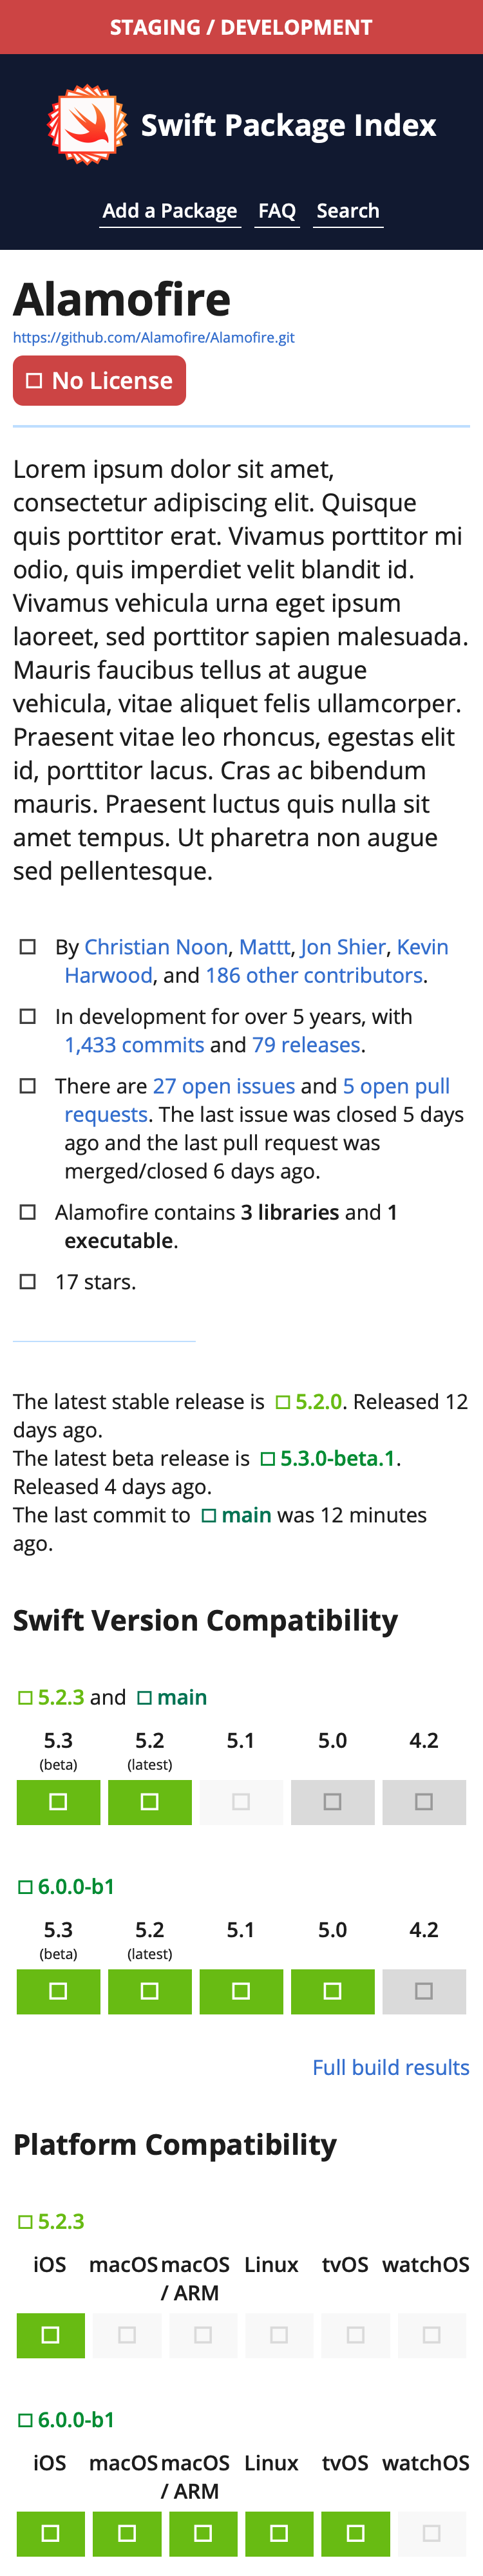 STAGING / DEVELOPMENT
Swift Package Index
Add a Package FAQ Search
Alamofire
https://github.com/Alamofire/Alamofire.git
No License
Lorem ipsum dolor sit amet,
consectetur adipiscing elit. Quisque
quis porttitor erat. Vivamus porttitor mi
odio, quis imperdiet velit blandit id.
Vivamus vehicula urna eget ipsum
laoreet, sed porttitor sapien malesuada.
Mauris faucibus tellus at augue
vehicula, vitae aliquet felis ullamcorper.
Praesent vitae leo rhoncus, egestas elit
id, porttitor lacus. Cras ac bibendum
mauris. Praesent luctus quis nulla sit
amet tempus. Ut pharetra non augue
sed pellentesque.
By Christian Noon, Mattt, Jon Shier, Kevin
Harwood, and 186 other contributors.
In development for over 5 years, with
1,433 commits and 79 releases.
There are 27 open issues and 5 open pull
requests. The last issue was closed 5 days
ago and the last pull request was
merged/closed 6 days ago.
Alamofire contains 3 libraries and 1
executable.
17 stars.
The latest stable release is 5.2.0. Released 12
days ago.
The latest beta release is 5.3.0-beta.1.
Released 4 days ago.
The last commit to main was 12 minutes
ago.
Swift Version Compatibility
5.2.3 and main
5.3 5.2 5.1 5.0 4.2
(beta) (latest)
6.0.0-b1
5.3 5.2 5.1 5.0 4.2
(beta) (latest)
Full build results
Platform Compatibility
5.2.3
iOS macOS macOS Linux tvOS watchOS
/ ARM
6.0.0-b1
iOS macOS macOS Linux tvOS watchOS
/ ARM